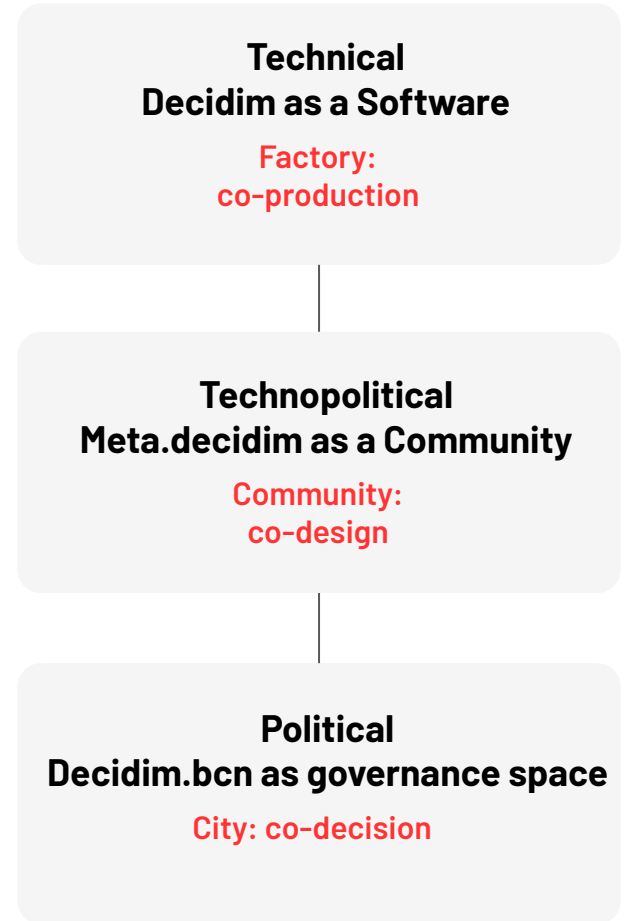 Technical
Decidim as a Software
Factory:
co-production
Technopolitical
Meta.decidim as a Community
Community:
co-design
Political
Decidim.bcn as governance space
City: co-decision